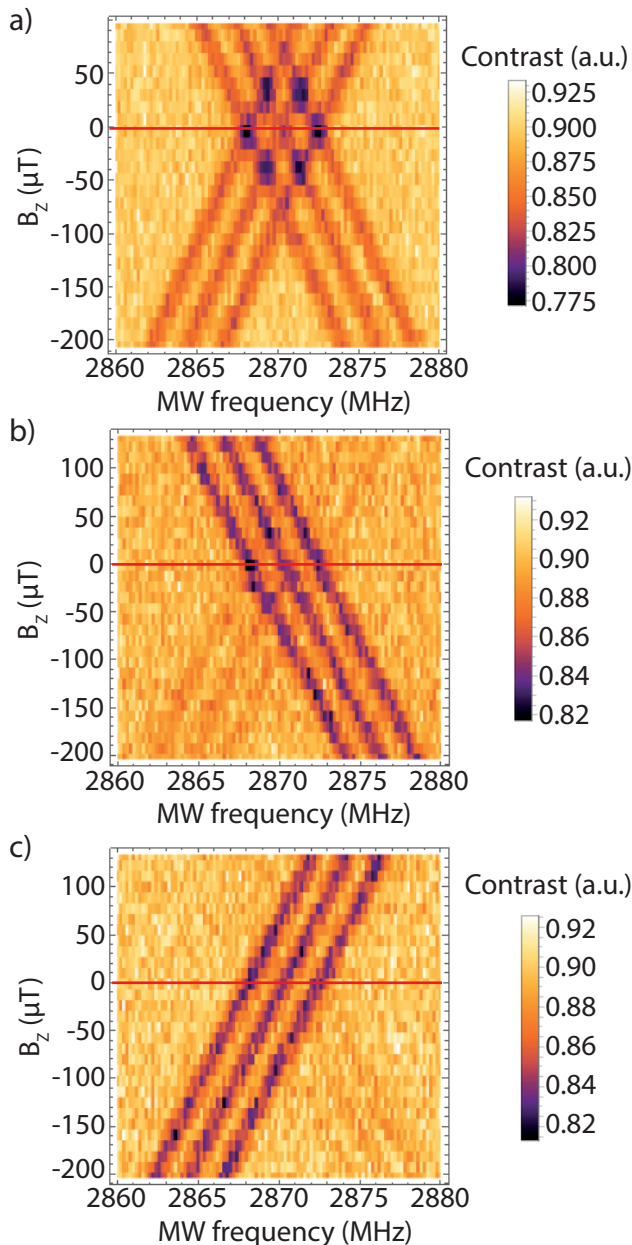 a)
Contrast (a.u.)
50
0
-50
-100
-150
-200
B_Z (μT)
0.925
0.900
0.875
0.850
0.825
0.800
0.775
2860 2865 2870 2875 2880
MW frequency (MHz)
b)
Contrast (a.u.)
100
50
0
-50
-100
-150
-200
B_Z (μT)
0.92
0.90
0.88
0.86
0.84
0.82
2860 2865 2870 2875 2880
MW frequency (MHz)
c)
Contrast (a.u.)
100
50
0
-50
-100
-150
-200
B_Z (μT)
0.92
0.90
0.88
0.86
0.84
0.82
2860 2865 2870 2875 2880
MW frequency (MHz)